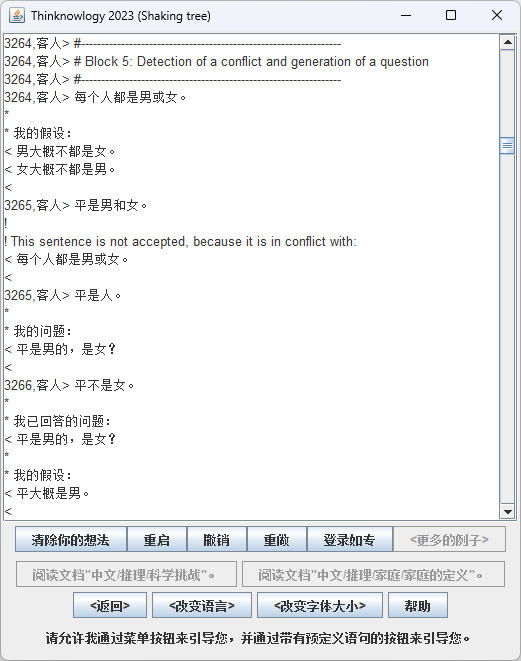 Thinknowlogy 2023 (Shaking tree)
3264,客人> #----------------------------------------------------------------
3264,客人> # Block 5: Detection of a conflict and generation of a question
3264,客人> #----------------------------------------------------------------
3264,客人> 每个人都是男或女。
*
* 我的假设：
< 男大概不都是女。
< 女大概不都是男。
<
3265,客人> 平是男和女。
!
! This sentence is not accepted, because it is in conflict with:
< 每个人都是男或女。
<
3265,客人> 平是人。
*
* 我的问题：
< 平是男的，是女？
<
3266,客人> 平不是女。
*
* 我已回答的问题：
< 平是男的，是女？
*
* 我的假设：
< 平大概是男。
<
清除你的想法 重启 撤销 重做 登录如专 <更多的例子>
阅读文档"中文/推理/科学挑战"。 阅读文档"中文/推理/家庭/家庭的定义"。
<返回> <改变语言> <改变字体大小> 帮助
请允许我通过菜单按钮来引导您，并通过带有预定义语句的按钮来引导您。